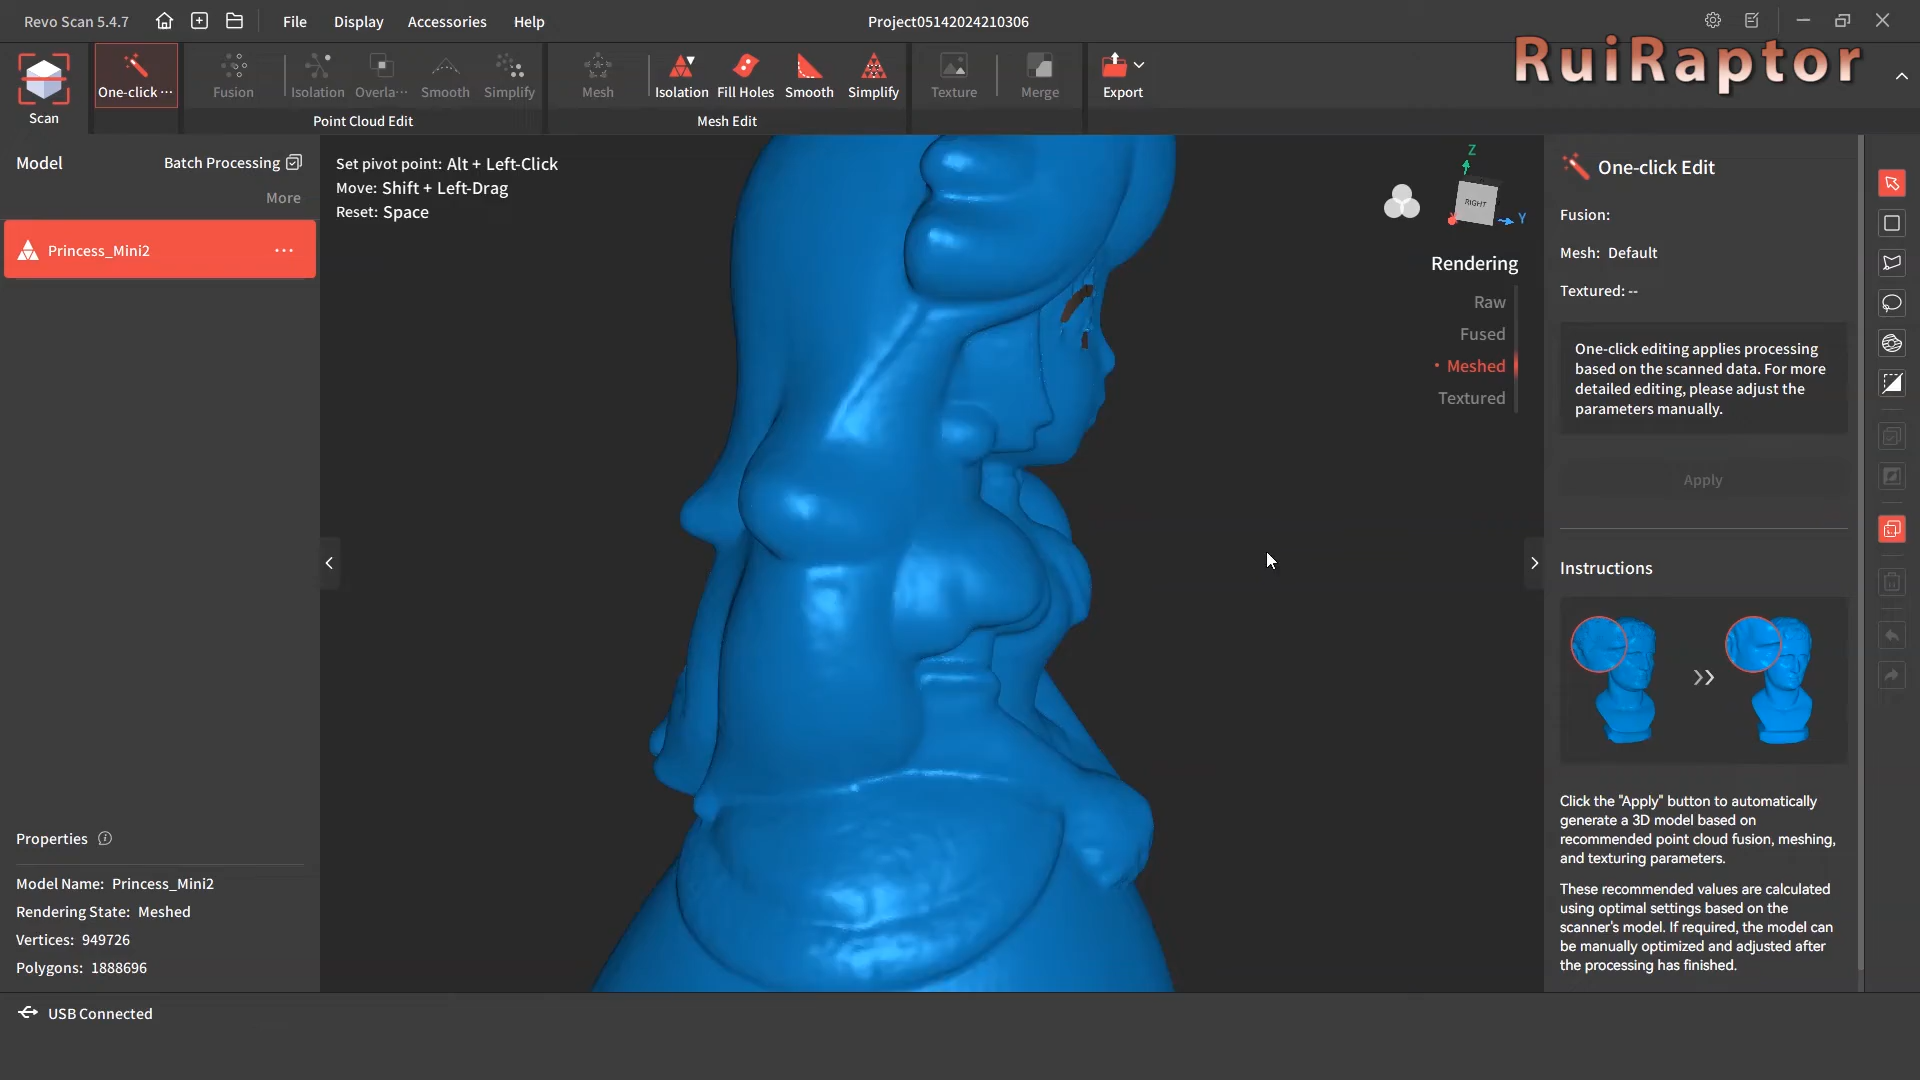 Revo Scan 5.4.7
File
Display
Accessories
Help
Project05142024210306
RuiRaptor
Scan
One-click ···
Fusion
Isolation
Overla···
Smooth
Simplify
Point Cloud Edit
Mesh
Isolation
Fill Holes
Smooth
Simplify
Mesh Edit
Texture
Merge
Export
Model
Batch Processing
More
Princess_Mini2
Set pivot point: Alt + Left-Click
Move: Shift + Left-Drag
Reset: Space
Z
RIGHT
Y
Rendering
Raw
Fused
• Meshed
Textured
One-click Edit
Fusion:
Mesh: Default
Textured: --
One-click editing applies processing
based on the scanned data. For more
detailed editing, please adjust the
parameters manually.
Apply
Instructions
Click the "Apply" button to automatically
generate a 3D model based on
recommended point cloud fusion, meshing,
and texturing parameters.
These recommended values are calculated
using optimal settings based on the
scanner's model. If required, the model can
be manually optimized and adjusted after
the processing has finished.
Properties
Model Name: Princess_Mini2
Rendering State: Meshed
Vertices: 949726
Polygons: 1888696
USB Connected